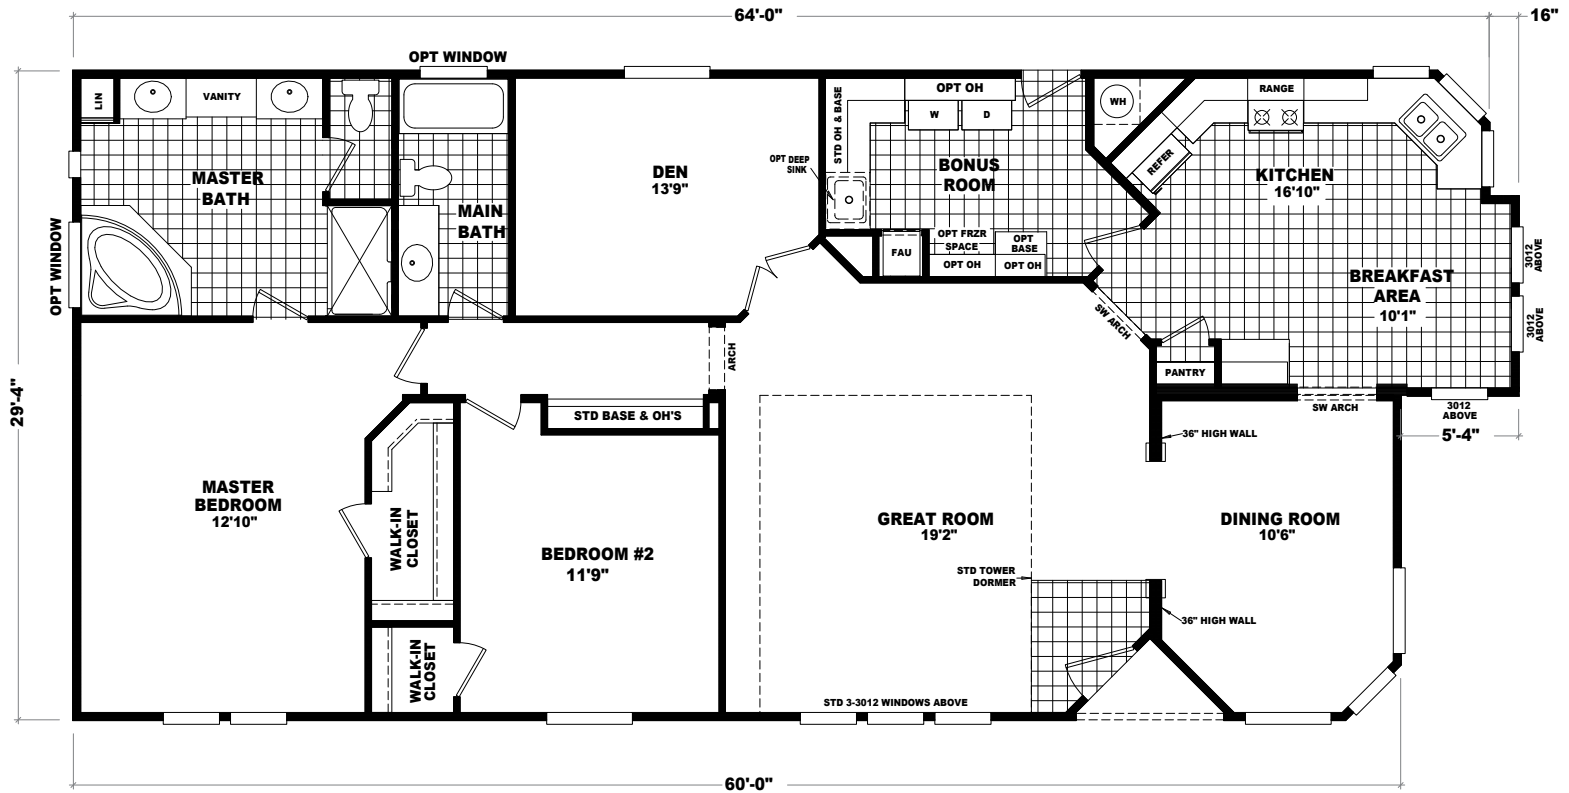 64'-0"
16"
OPT WINDOW
LIN
VANITY
MASTER
BATH
MAIN
BATH
OPT WINDOW
DEN
13'9"
STD OH & BASE
OPT DEEP
SINK
OPT OH
W
D
BONUS
ROOM
OPT FRZR
SPACE
OPT
BASE
FAU
OPT OH
OPT OH
WH
REFER
RANGE
KITCHEN
16'10"
BREAKFAST
AREA
10'1"
3012
ABOVE
3012
ABOVE
SW ARCH
ARCH
PANTRY
SW ARCH
3012
ABOVE
5'-4"
29'-4"
STD BASE & OH'S
36" HIGH WALL
MASTER
BEDROOM
12'10"
WALK-IN
CLOSET
BEDROOM #2
11'9"
GREAT ROOM
19'2"
DINING ROOM
10'6"
STD TOWER
DORMER
36" HIGH WALL
WALK-IN
CLOSET
STD 3-3012 WINDOWS ABOVE
60'-0"